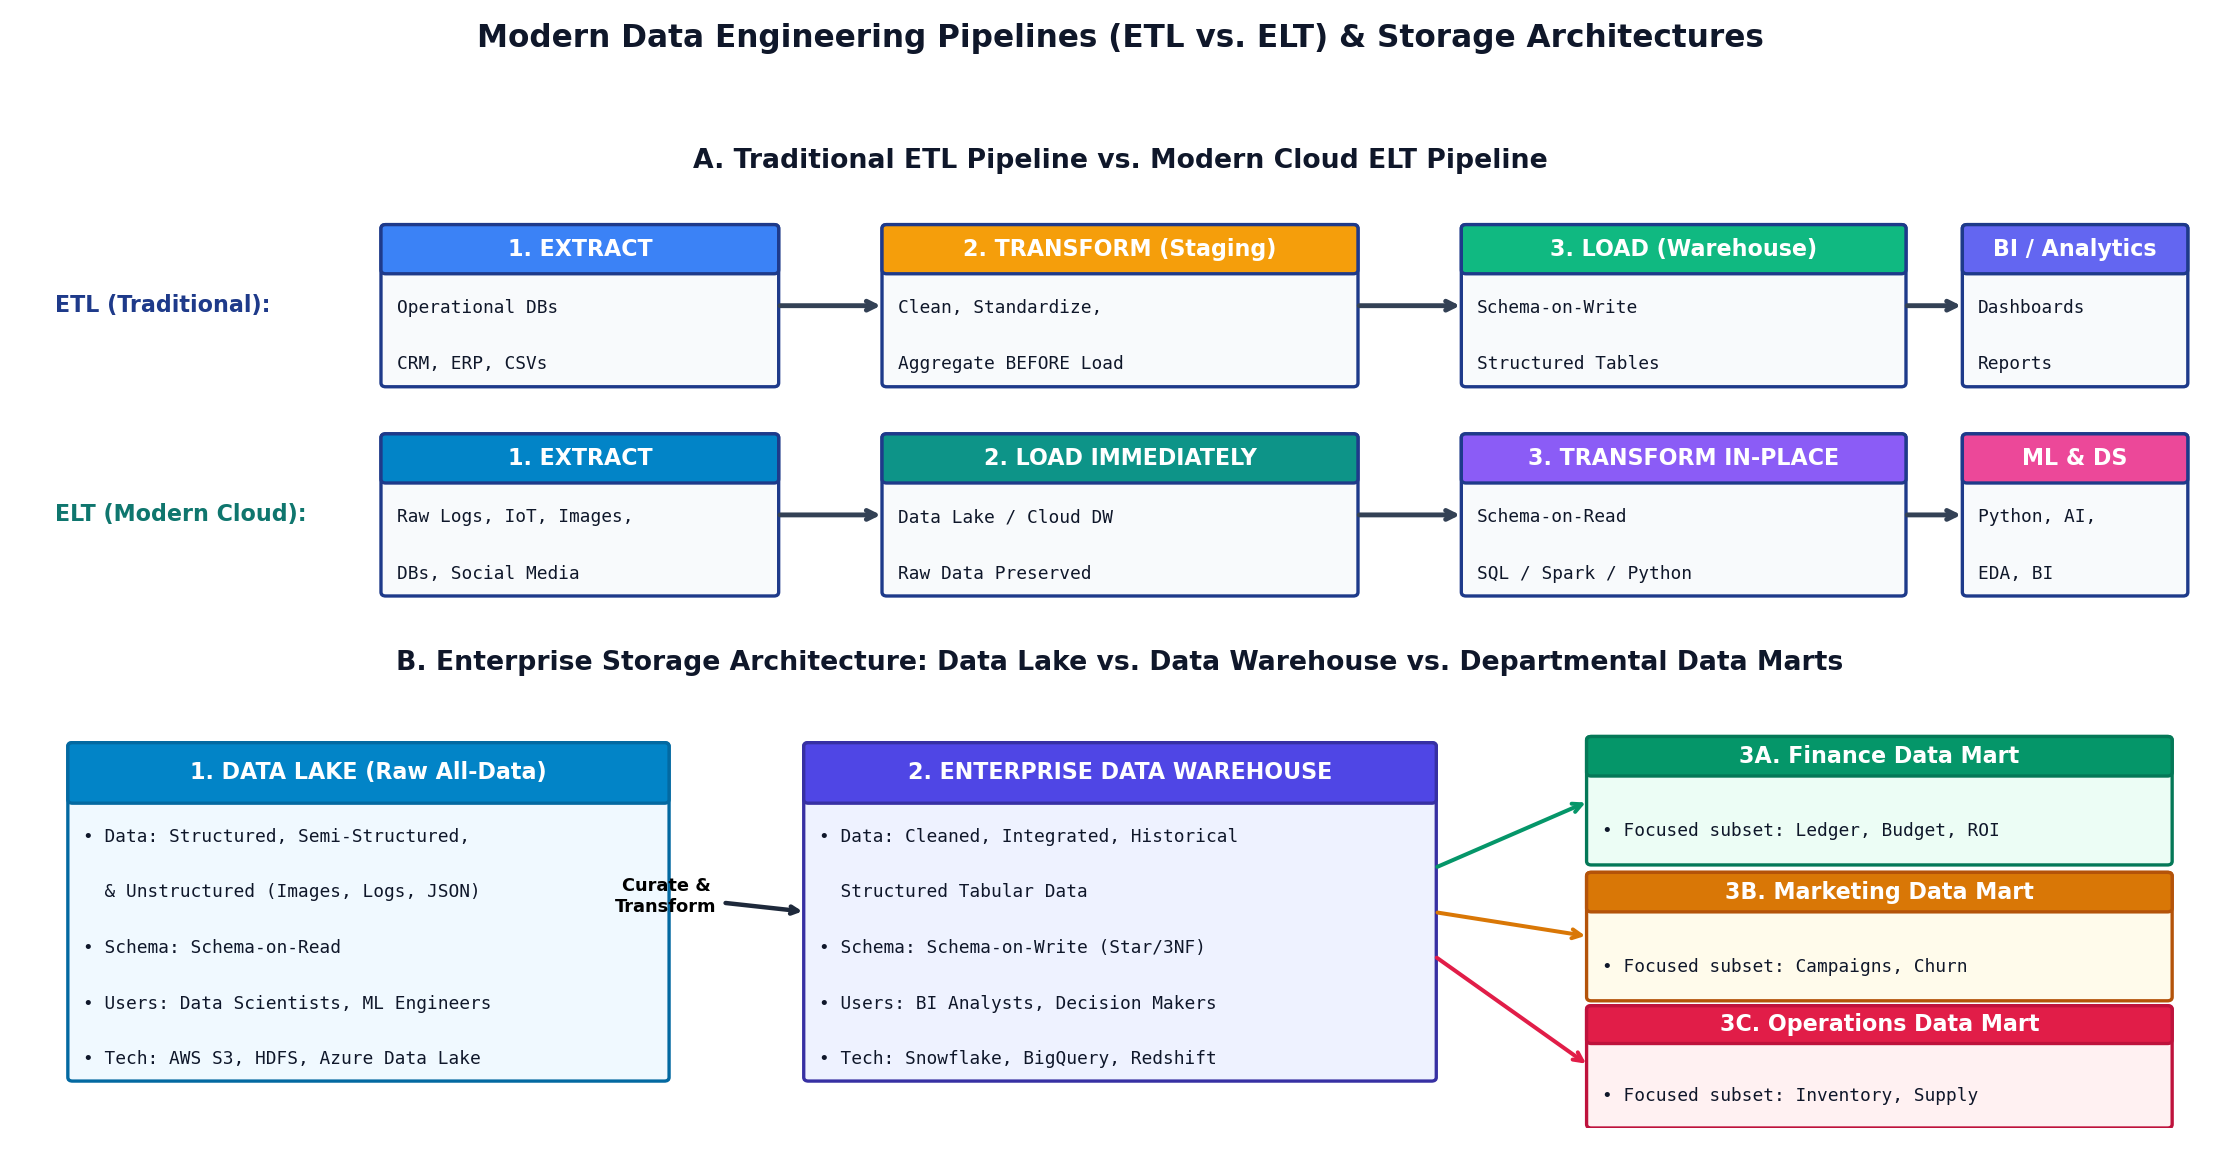 Modern Data Engineering Pipelines (ETL vs. ELT) & Storage Architectures
A. Traditional ETL Pipeline vs. Modern Cloud ELT Pipeline
ETL (Traditional):
1. EXTRACT
Operational DBs
CRM, ERP, CSVs
2. TRANSFORM (Staging)
Clean, Standardize,
Aggregate BEFORE Load
3. LOAD (Warehouse)
Schema-on-Write
Structured Tables
BI / Analytics
Dashboards
Reports
ELT (Modern Cloud):
1. EXTRACT
Raw Logs, IoT, Images,
DBs, Social Media
2. LOAD IMMEDIATELY
Data Lake / Cloud DW
Raw Data Preserved
3. TRANSFORM IN-PLACE
Schema-on-Read
SQL / Spark / Python
ML & DS
Python, AI,
EDA, BI
B. Enterprise Storage Architecture: Data Lake vs. Data Warehouse vs. Departmental Data Marts
1. DATA LAKE (Raw All-Data)
• Data: Structured, Semi-Structured,
& Unstructured (Images, Logs, JSON)
• Schema: Schema-on-Read
• Users: Data Scientists, ML Engineers
• Tech: AWS S3, HDFS, Azure Data Lake
Curate &
Transform
2. ENTERPRISE DATA WAREHOUSE
• Data: Cleaned, Integrated, Historical
Structured Tabular Data
• Schema: Schema-on-Write (Star/3NF)
• Users: BI Analysts, Decision Makers
• Tech: Snowflake, BigQuery, Redshift
3A. Finance Data Mart
• Focused subset: Ledger, Budget, ROI
3B. Marketing Data Mart
• Focused subset: Campaigns, Churn
3C. Operations Data Mart
• Focused subset: Inventory, Supply